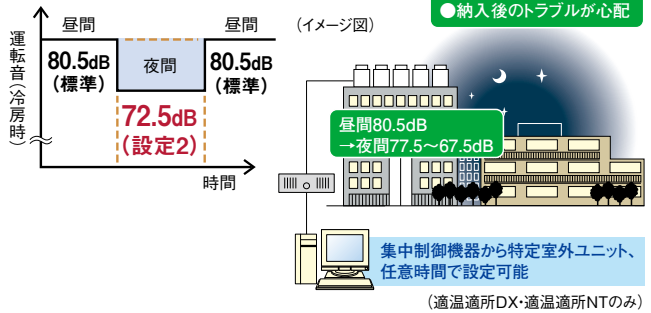 昼間
昼間
運転音(冷房時)
80.5dB
(標準)
夜間
80.5dB
(標準)
72.5dB
(設定2)
時間
(イメージ図)
●納入後のトラブルが心配
昼間80.5dB
→夜間77.5〜67.5dB
集中制御機器から特定室外ユニット、
任意時間で設定可能
(適温適所DX・適温適所NTのみ)